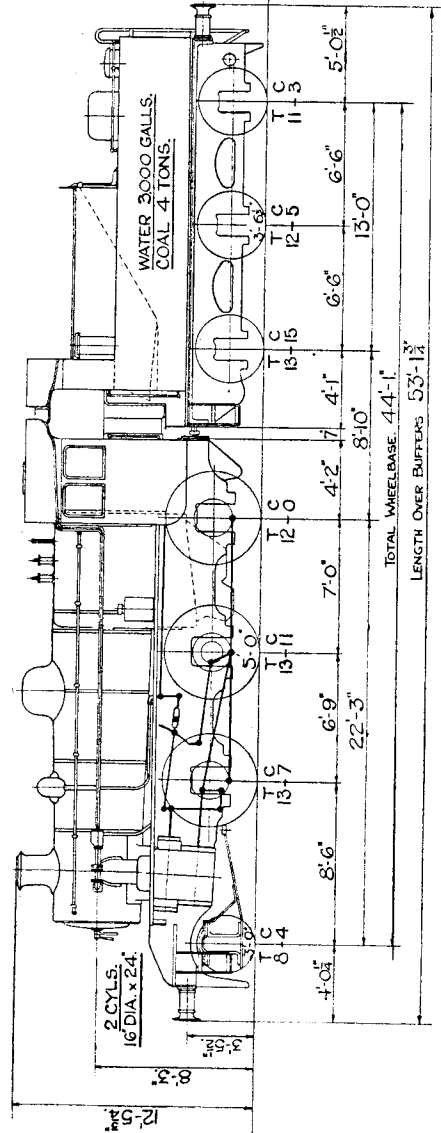 12'-5¾"
8'-3"
3'-5½"
2 CYLS.
16" DIA. x 24"
WATER 3,000 GALLS.
COAL 4 TONS.
3'-0"
5'-0"
3'-6½"
T C
8-4
T C
13-7
T C
13-11
T C
12-0
T C
13-15
T C
12-5
T C
11-3
4'-0¼"
8'-6"
6'-9"
7'-0"
4'-2"
4'-1"
6'-6"
6'-6"
5'-0½"
22'-3"
8'-10"
13'-0"
TOTAL WHEELBASE 44'-1"
LENGTH OVER BUFFERS 53'-1¾"